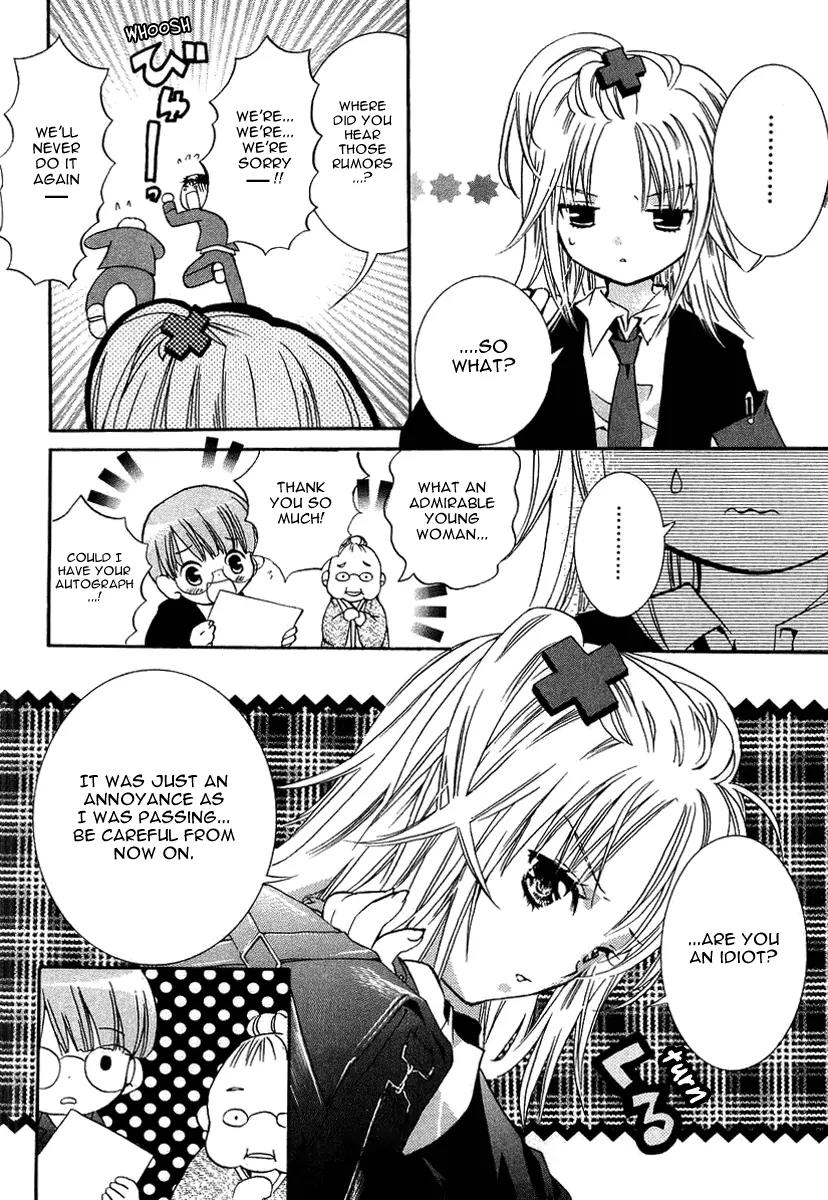 ..........
....SO
WHAT?
WHERE
DID YOU
HEAR
THOSE
RUMORS
...?
WE'RE...
WE'RE...
WE'RE
SORRY
—!!
WHOOSH
びゅーっ
WE'LL
NEVER
DO IT
AGAIN
—
..........
WHAT AN
ADMIRABLE
YOUNG
WOMAN...
THANK
YOU SO
MUCH!
COULD I
HAVE YOUR
AUTOGRAPH
...!
...ARE YOU
AN IDIOT?
くる
turn
IT WAS JUST AN
ANNOYANCE AS
I WAS PASSING...
BE CAREFUL FROM
NOW ON.